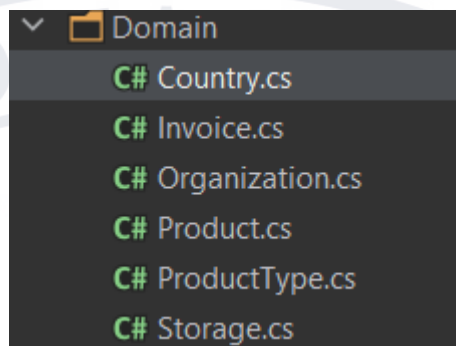 Domain
C# Country.cs
C# Invoice.cs
C# Organization.cs
C# Product.cs
C# ProductType.cs
C# Storage.cs